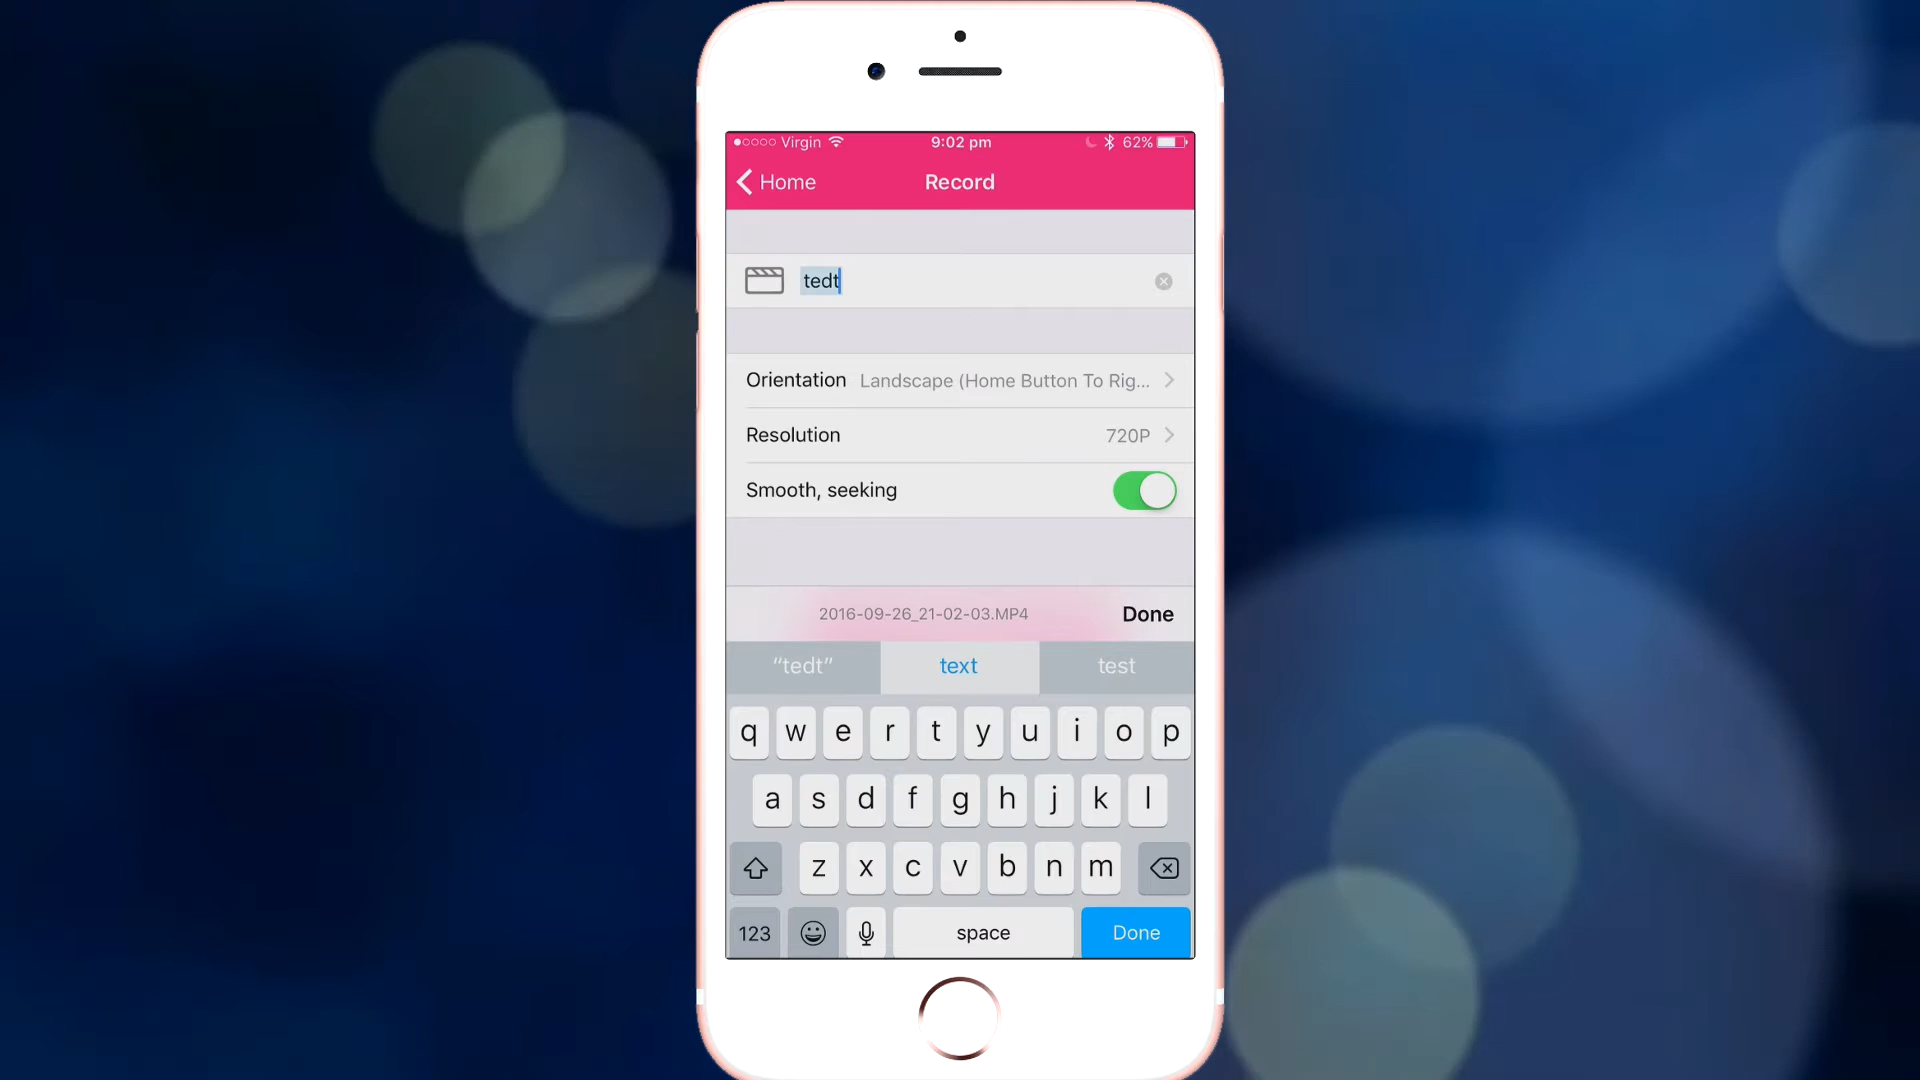 Virgin 9:02 pm 62%
Home Record
tedt
Orientation Landscape (Home Button To Rig...
Resolution 720P
Smooth, seeking
2016-09-26_21-02-03.MP4 Done
“tedt” text test
q w e r t y u i o p
a s d f g h j k l
z x c v b n m
123 space Done